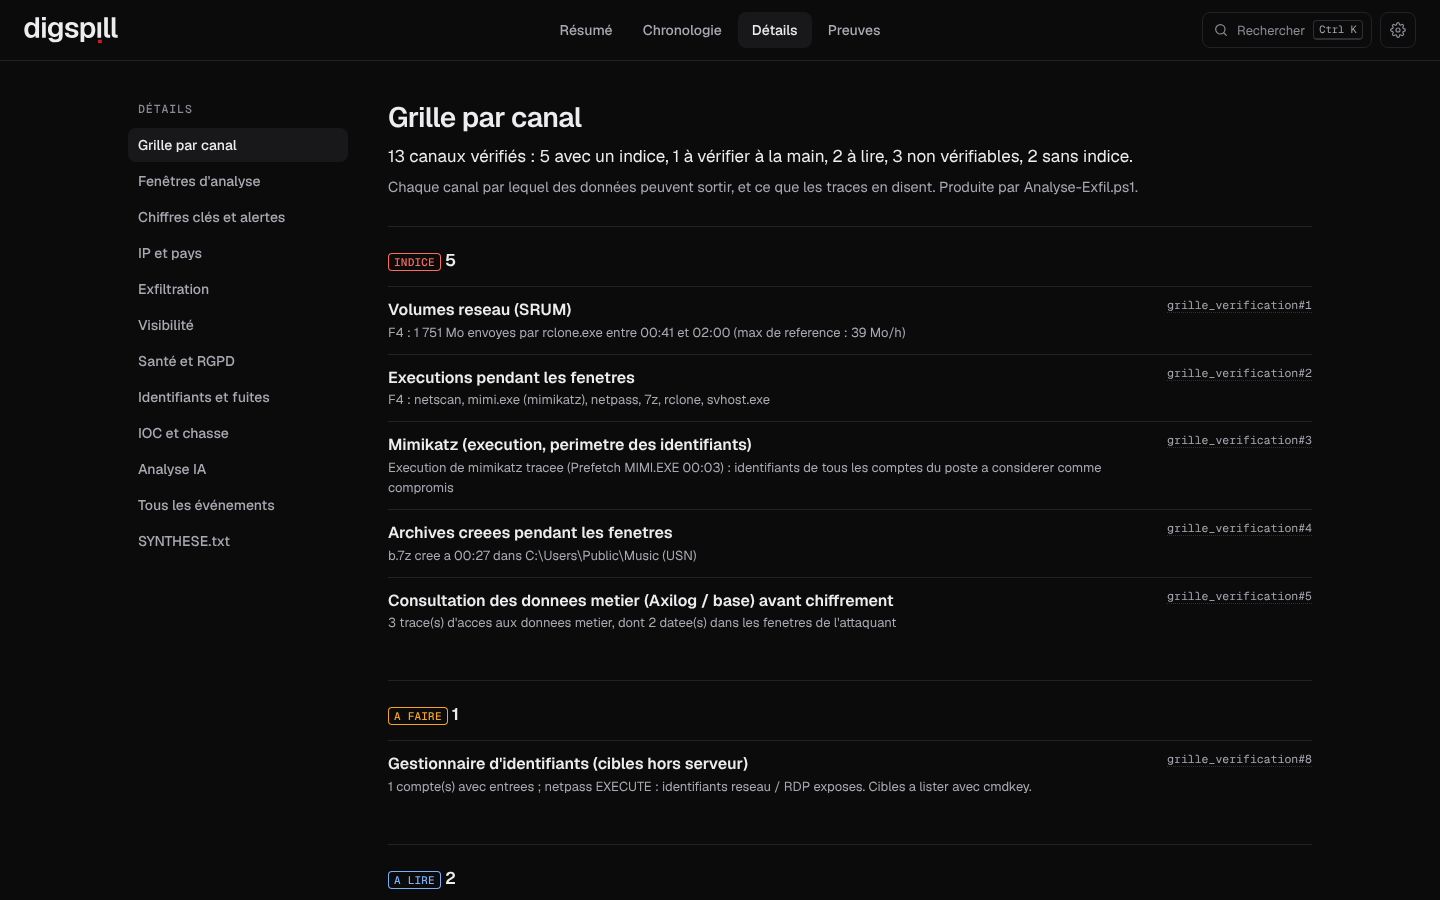 digspill
Résumé
Chronologie
Détails
Preuves
Rechercher
Ctrl K
DÉTAILS
Grille par canal
Fenêtres d'analyse
Chiffres clés et alertes
IP et pays
Exfiltration
Visibilité
Santé et RGPD
Identifiants et fuites
IOC et chasse
Analyse IA
Tous les événements
SYNTHESE.txt
Grille par canal
13 canaux vérifiés : 5 avec un indice, 1 à vérifier à la main, 2 à lire, 3 non vérifiables, 2 sans indice.
Chaque canal par lequel des données peuvent sortir, et ce que les traces en disent. Produite par Analyse-Exfil.ps1.
INDICE 5
Volumes reseau (SRUM)
grille_verification#1
F4 : 1 751 Mo envoyes par rclone.exe entre 00:41 et 02:00 (max de reference : 39 Mo/h)
Executions pendant les fenetres
grille_verification#2
F4 : netscan, mimi.exe (mimikatz), netpass, 7z, rclone, svhost.exe
Mimikatz (execution, perimetre des identifiants)
grille_verification#3
Execution de mimikatz tracee (Prefetch MIMI.EXE 00:03) : identifiants de tous les comptes du poste a considerer comme
compromis
Archives creees pendant les fenetres
grille_verification#4
b.7z cree a 00:27 dans C:\Users\Public\Music (USN)
Consultation des donnees metier (Axilog / base) avant chiffrement
grille_verification#5
3 trace(s) d'acces aux donnees metier, dont 2 datee(s) dans les fenetres de l'attaquant
A FAIRE 1
Gestionnaire d'identifiants (cibles hors serveur)
grille_verification#8
1 compte(s) avec entrees ; netpass EXECUTE : identifiants reseau / RDP exposes. Cibles a lister avec cmdkey.
A LIRE 2